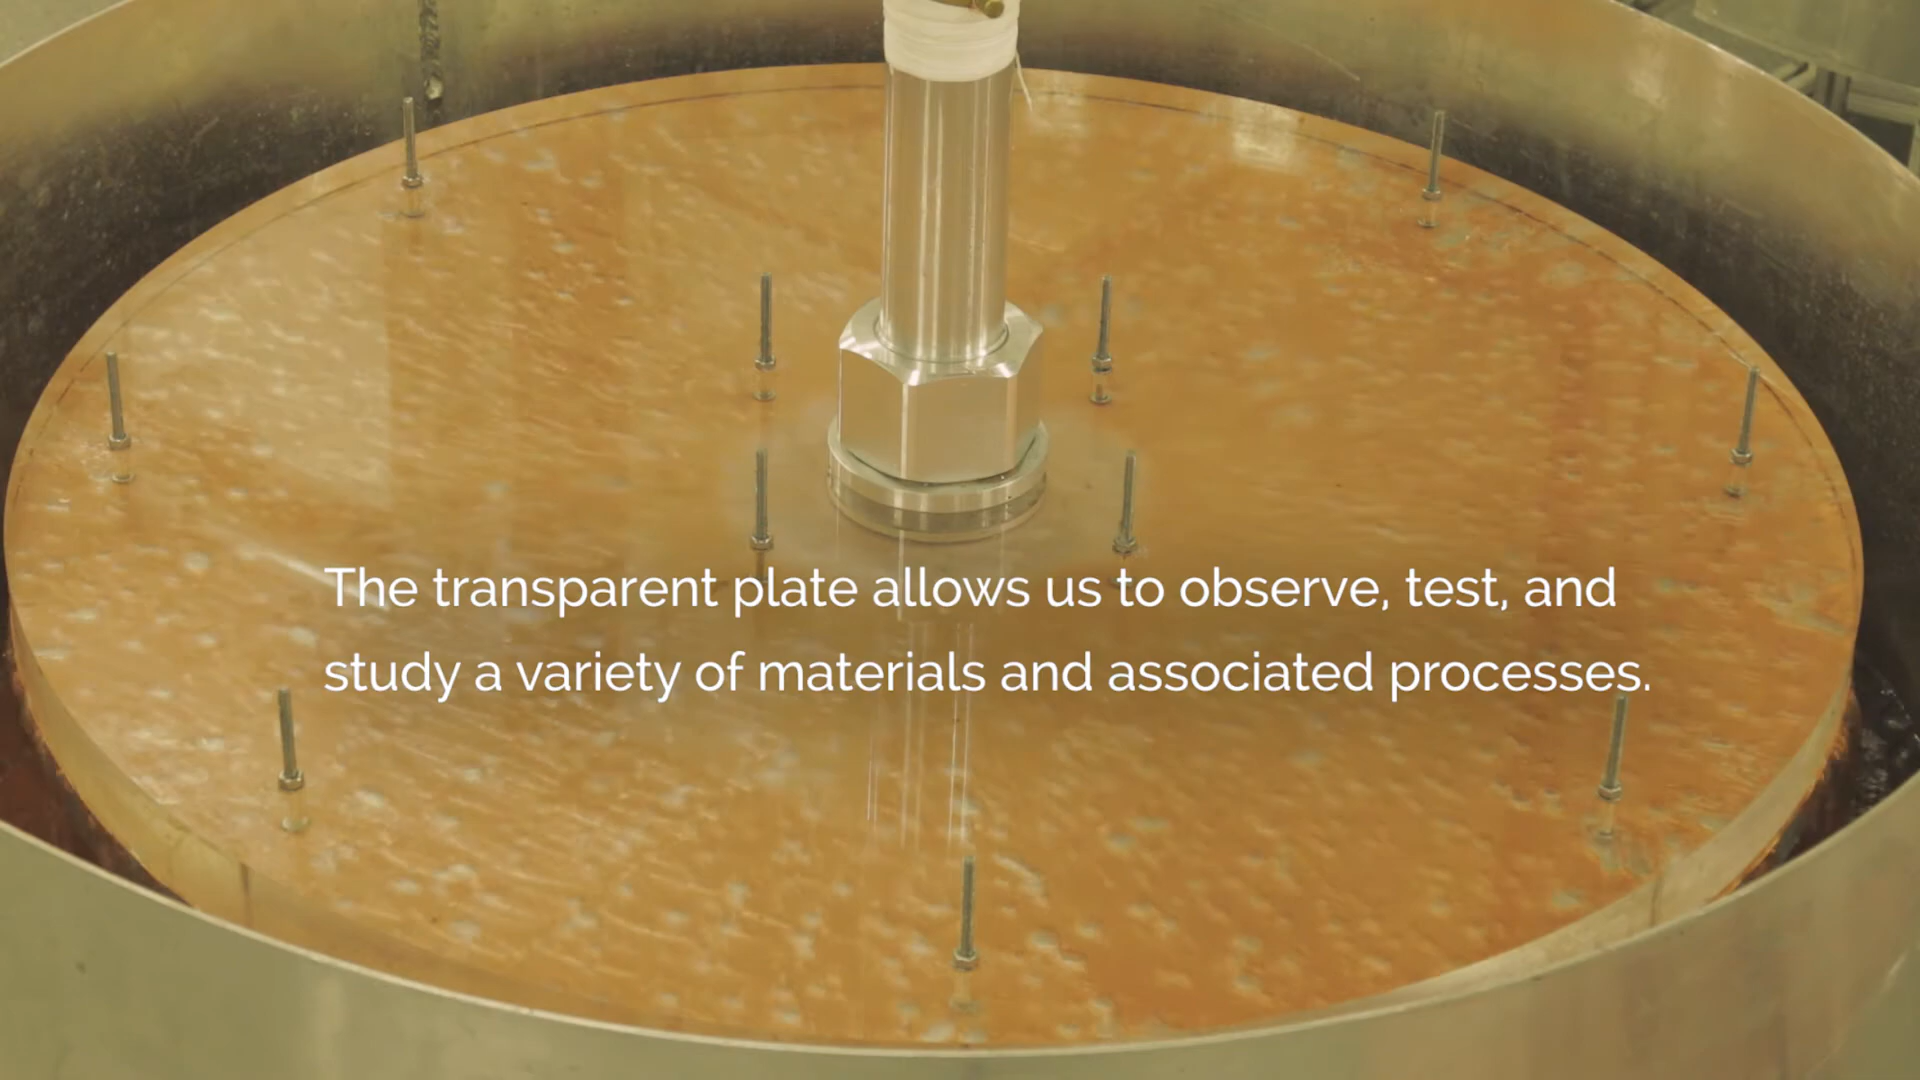 The transparent plate allows us to observe, test, and
study a variety of materials and associated processes.